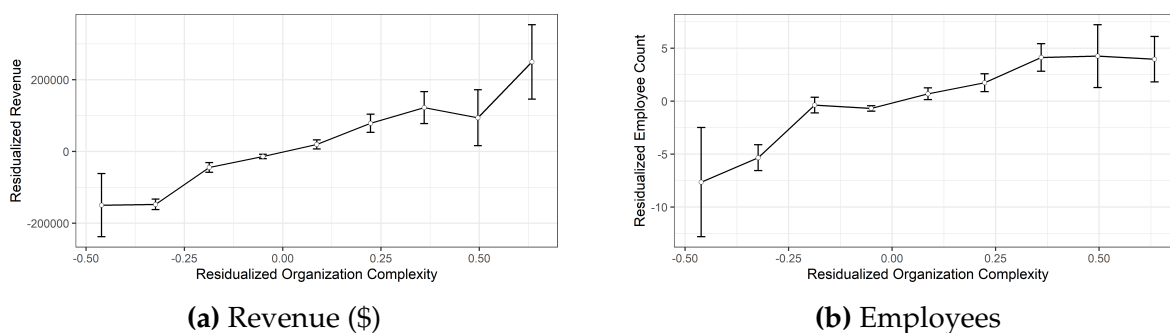 Residualized Revenue
200000
0
-200000
-0.50 -0.25 0.00 0.25 0.50
Residualized Organization Complexity
(a) Revenue ($)
Residualized Employee Count
5
0
-5
-10
-0.50 -0.25 0.00 0.25 0.50
Residualized Organization Complexity
(b) Employees